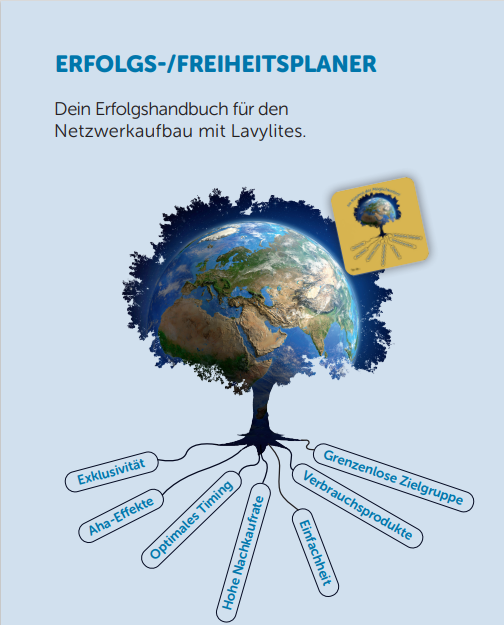 ERFOLGS-/FREIHEITSPLANER
Dein Erfolgshandbuch für den
Netzwerkaufbau mit Lavylites.
Exklusivität
Aha-Effekte
Optimales Timing
Hohe Nachkaufrate
Einfachheit
Verbrauchsprodukte
Grenzenlose Zielgruppe